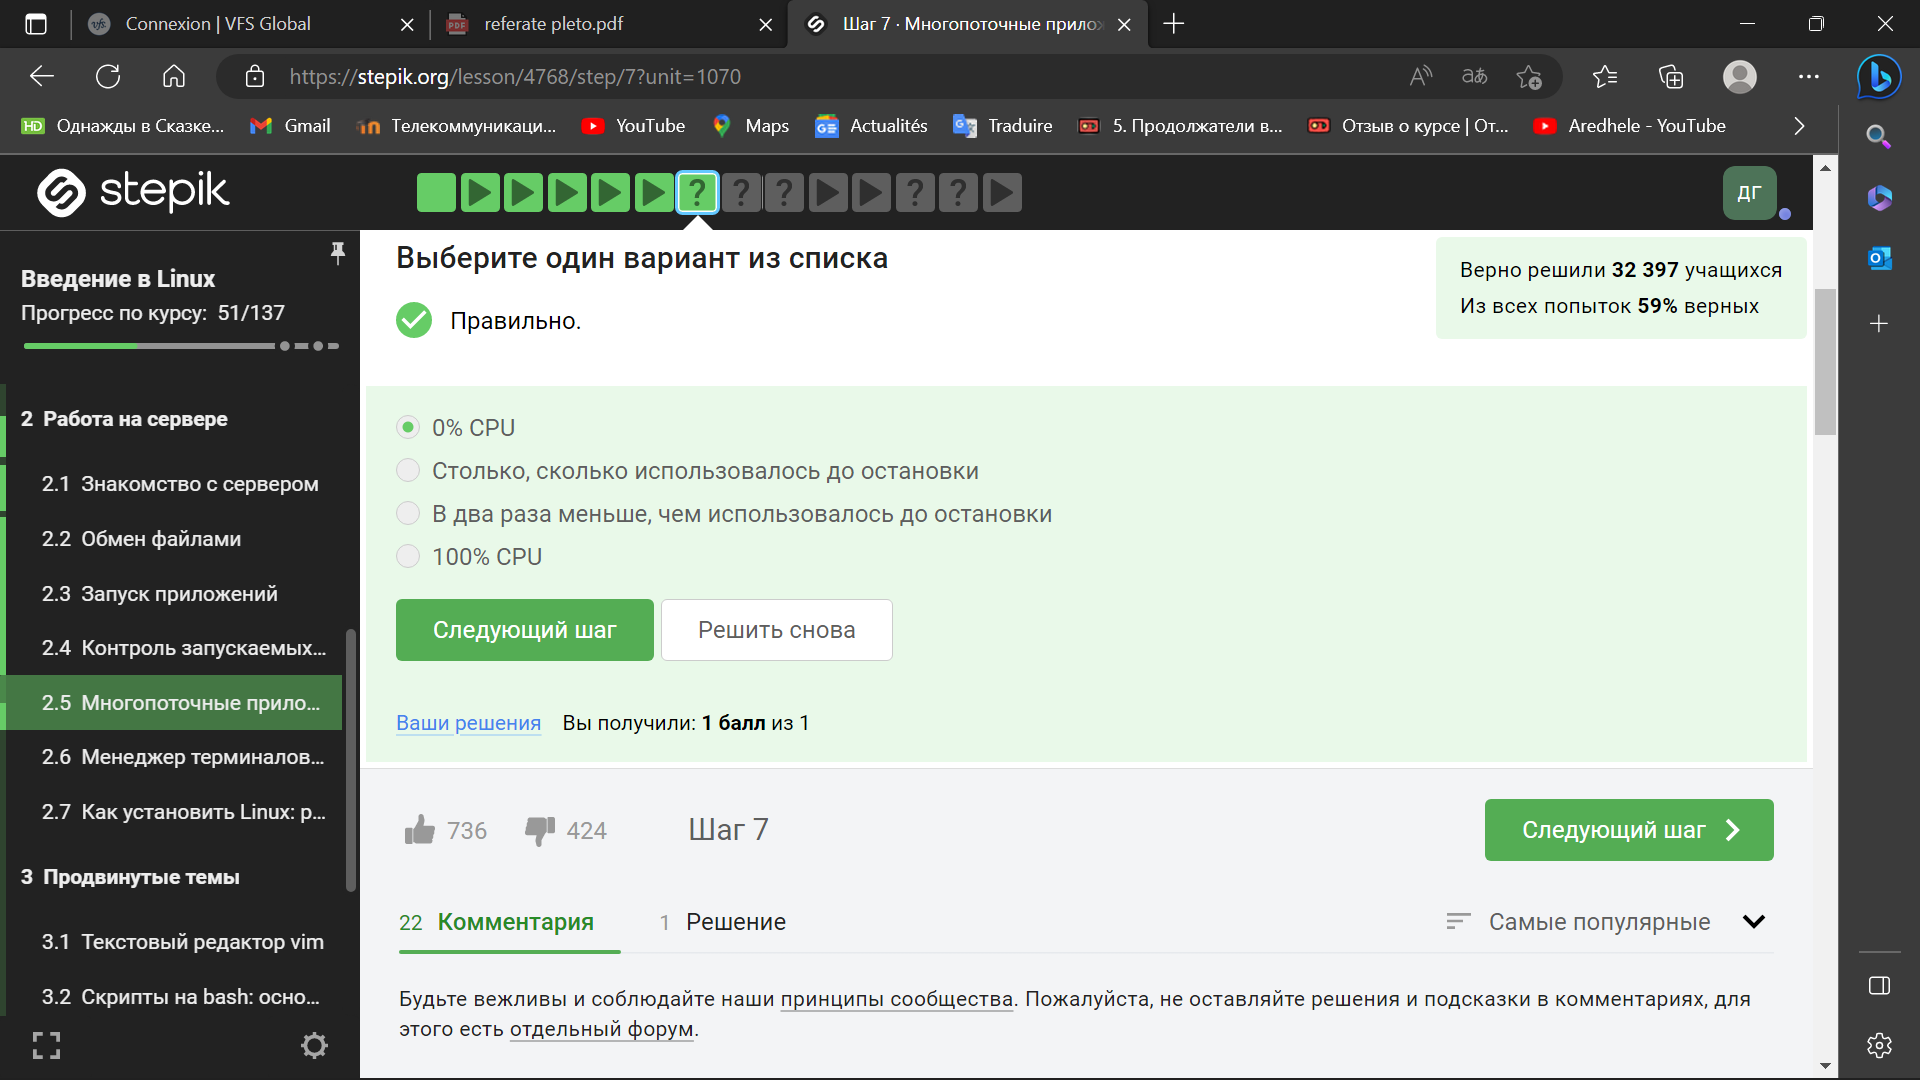 Connexion | VFS Global
referate pleto.pdf
Шаг 7 · Многопоточные прило
https://stepik.org/lesson/4768/step/7?unit=1070
Однажды в Сказке...
Gmail
Телекоммуникаци...
YouTube
Maps
Actualités
Traduire
5. Продолжатели в...
Отзыв о курсе | От...
Aredhele - YouTube
stepik
ДГ
Введение в Linux
Прогресс по курсу: 51/137
2 Работа на сервере
2.1 Знакомство с сервером
2.2 Обмен файлами
2.3 Запуск приложений
2.4 Контроль запускаемых...
2.5 Многопоточные прило...
2.6 Менеджер терминалов...
2.7 Как установить Linux: р...
3 Продвинутые темы
3.1 Текстовый редактор vim
3.2 Скрипты на bash: осно...
Выберите один вариант из списка
Правильно.
Верно решили 32 397 учащихся
Из всех попыток 59% верных
0% CPU
Столько, сколько использовалось до остановки
В два раза меньше, чем использовалось до остановки
100% CPU
Следующий шаг
Решить снова
Ваши решения Вы получили: 1 балл из 1
736
424
Шаг 7
Следующий шаг
22 Комментария
1 Решение
Самые популярные
Будьте вежливы и соблюдайте наши принципы сообщества. Пожалуйста, не оставляйте решения и подсказки в комментариях, для
этого есть отдельный форум.